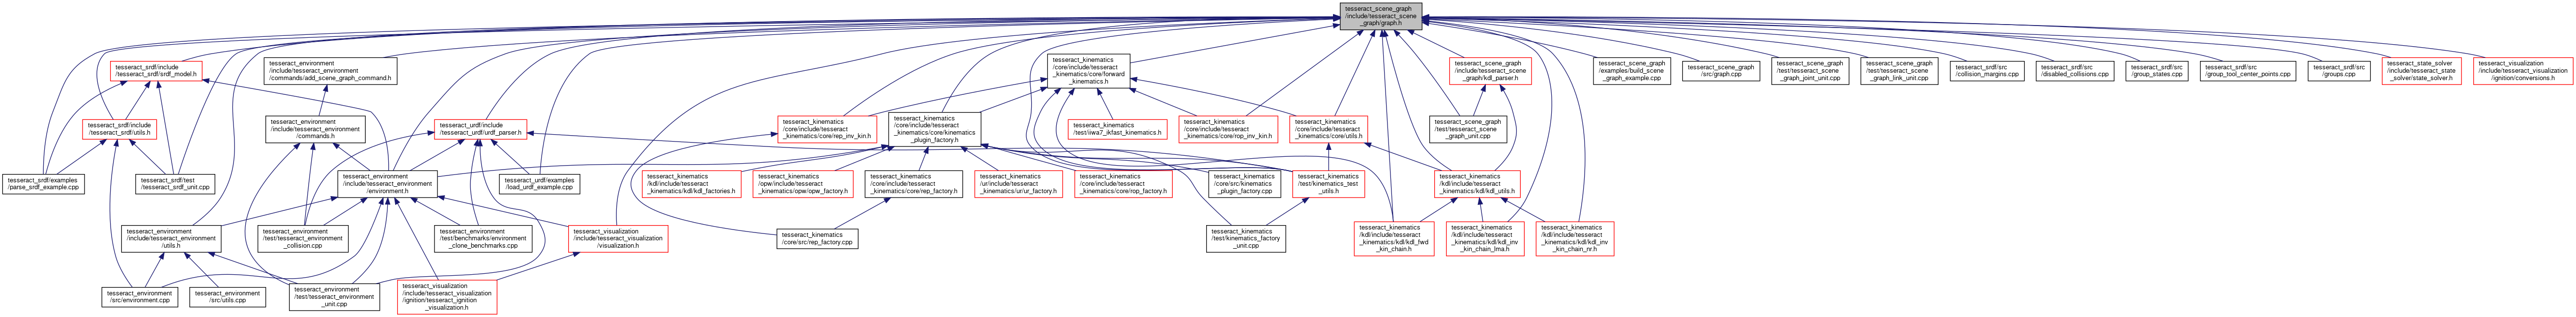 tesseract_scene_graph
/include/tesseract_scene
_graph/graph.h
tesseract_srdf/include
/tesseract_srdf/srdf_model.h
tesseract_environment
/include/tesseract_environment
/commands/add_scene_graph_command.h
tesseract_kinematics
/core/include/tesseract
_kinematics/core/forward
_kinematics.h
tesseract_scene_graph
/include/tesseract_scene
_graph/kdl_parser.h
tesseract_scene_graph
/examples/build_scene
_graph_example.cpp
tesseract_scene_graph
/src/graph.cpp
tesseract_scene_graph
/test/tesseract_scene
_graph_joint_unit.cpp
tesseract_scene_graph
/test/tesseract_scene
_graph_link_unit.cpp
tesseract_srdf/src
/collision_margins.cpp
tesseract_srdf/src
/disabled_collisions.cpp
tesseract_srdf/src
/group_states.cpp
tesseract_srdf/src
/group_tool_center_points.cpp
tesseract_srdf/src
/groups.cpp
tesseract_state_solver
/include/tesseract_state
_solver/state_solver.h
tesseract_visualization
/include/tesseract_visualization
/ignition/conversions.h
tesseract_srdf/include
/tesseract_srdf/utils.h
tesseract_environment
/include/tesseract_environment
/commands.h
tesseract_urdf/include
/tesseract_urdf/urdf_parser.h
tesseract_kinematics
/core/include/tesseract
_kinematics/core/rep_inv_kin.h
tesseract_kinematics
/core/include/tesseract
_kinematics/core/kinematics
_plugin_factory.h
tesseract_kinematics
/test/iiwa7_ikfast_kinematics.h
tesseract_kinematics
/core/include/tesseract
_kinematics/core/rop_inv_kin.h
tesseract_kinematics
/core/include/tesseract
_kinematics/core/utils.h
tesseract_scene_graph
/test/tesseract_scene
_graph_unit.cpp
tesseract_srdf/examples
/parse_srdf_example.cpp
tesseract_srdf/test
/tesseract_srdf_unit.cpp
tesseract_environment
/include/tesseract_environment
/environment.h
tesseract_urdf/examples
/load_urdf_example.cpp
tesseract_kinematics
/kdl/include/tesseract
_kinematics/kdl/kdl_factories.h
tesseract_kinematics
/opw/include/tesseract
_kinematics/opw/opw_factory.h
tesseract_kinematics
/core/include/tesseract
_kinematics/core/rep_factory.h
tesseract_kinematics
/ur/include/tesseract
_kinematics/ur/ur_factory.h
tesseract_kinematics
/core/include/tesseract
_kinematics/core/rop_factory.h
tesseract_kinematics
/core/src/kinematics
_plugin_factory.cpp
tesseract_kinematics
/test/kinematics_test
_utils.h
tesseract_kinematics
/kdl/include/tesseract
_kinematics/kdl/kdl_utils.h
tesseract_environment
/include/tesseract_environment
/utils.h
tesseract_environment
/test/tesseract_environment
_collision.cpp
tesseract_environment
/test/benchmarks/environment
_clone_benchmarks.cpp
tesseract_visualization
/include/tesseract_visualization
/visualization.h
tesseract_kinematics
/core/src/rep_factory.cpp
tesseract_kinematics
/test/kinematics_factory
_unit.cpp
tesseract_kinematics
/kdl/include/tesseract
_kinematics/kdl/kdl_fwd
_kin_chain.h
tesseract_kinematics
/kdl/include/tesseract
_kinematics/kdl/kdl_inv
_kin_chain_lma.h
tesseract_kinematics
/kdl/include/tesseract
_kinematics/kdl/kdl_inv
_kin_chain_nr.h
tesseract_environment
/src/environment.cpp
tesseract_environment
/src/utils.cpp
tesseract_environment
/test/tesseract_environment
_unit.cpp
tesseract_visualization
/include/tesseract_visualization
/ignition/tesseract_ignition
_visualization.h